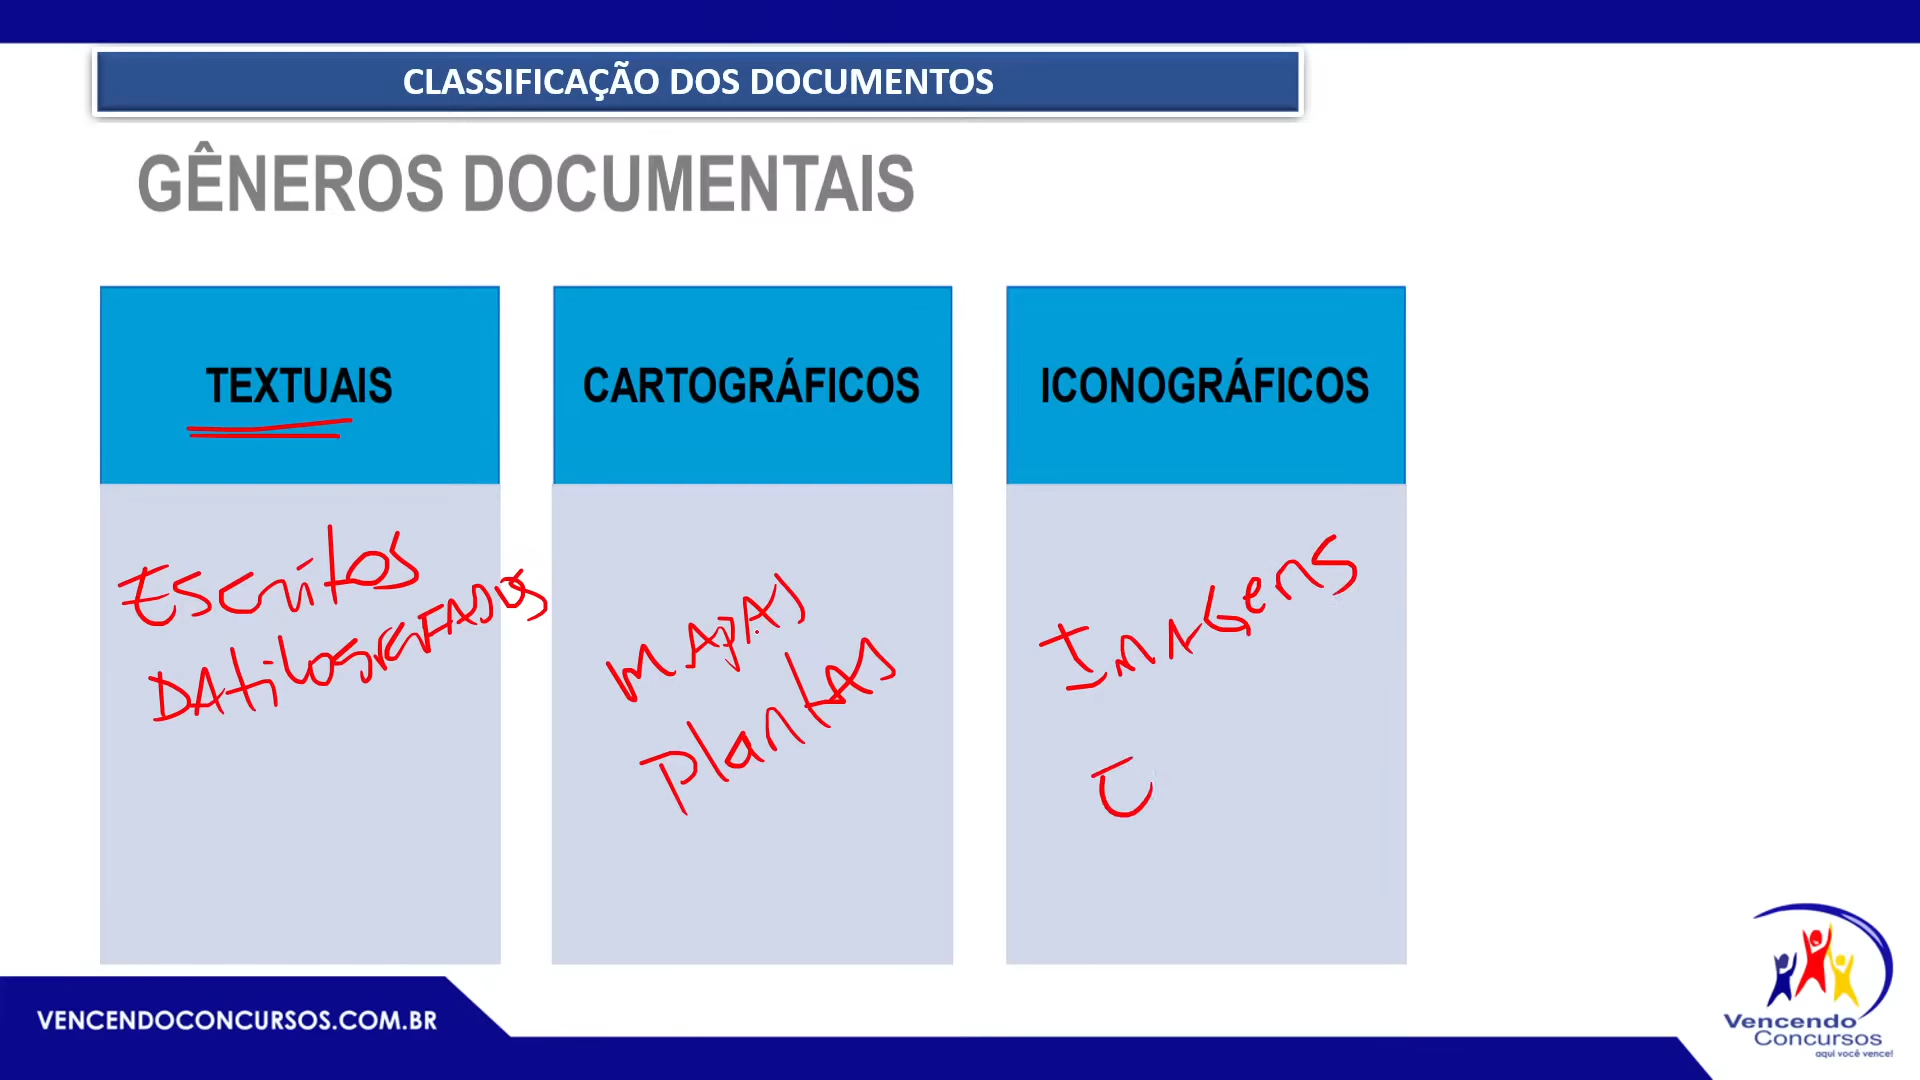 CLASSIFICAÇÃO DOS DOCUMENTOS
GÊNEROS DOCUMENTAIS
TEXTUAIS
Escritos
DAtilogrAFADOS
CARTOGRÁFICOS
MAPAS
PlantAS
ICONOGRÁFICOS
ImAGens
VENCENDOCONCURSOS.COM.BR
Vencendo
Concursos
aqui você vence!